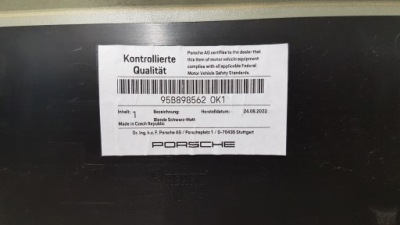 Kontrollierte
Qualität
Porsche AG certifies to the dealer that
this item of motor vehicle equipment
complies with all applicable Federal
Motor Vehicle Safety Standards.
95B898562 OK1
Inhalt: Bezeichnung: Herstelldatum: 24.08.2022
1
Blende Schwarz-Matt
Made in Czech Republic
Dr. Ing. h.c. F. Porsche AG / Porscheplatz 1 / D-70435 Stuttgart
PORSCHE